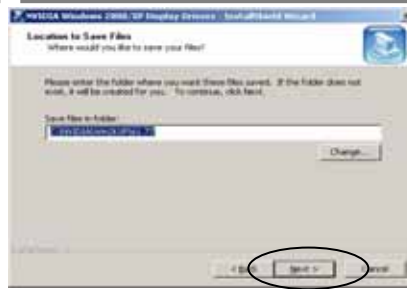 NVIDIA Windows 2000/XP Display Drivers - InstallShield Wizard
Location to Save Files
Where would you like to save your files?
Please enter the folder where you want these files saved. If the folder does not
exist, it will be created for you. To continue, click Next.
Save files in folder:
Change...
< Back
Next >
Cancel